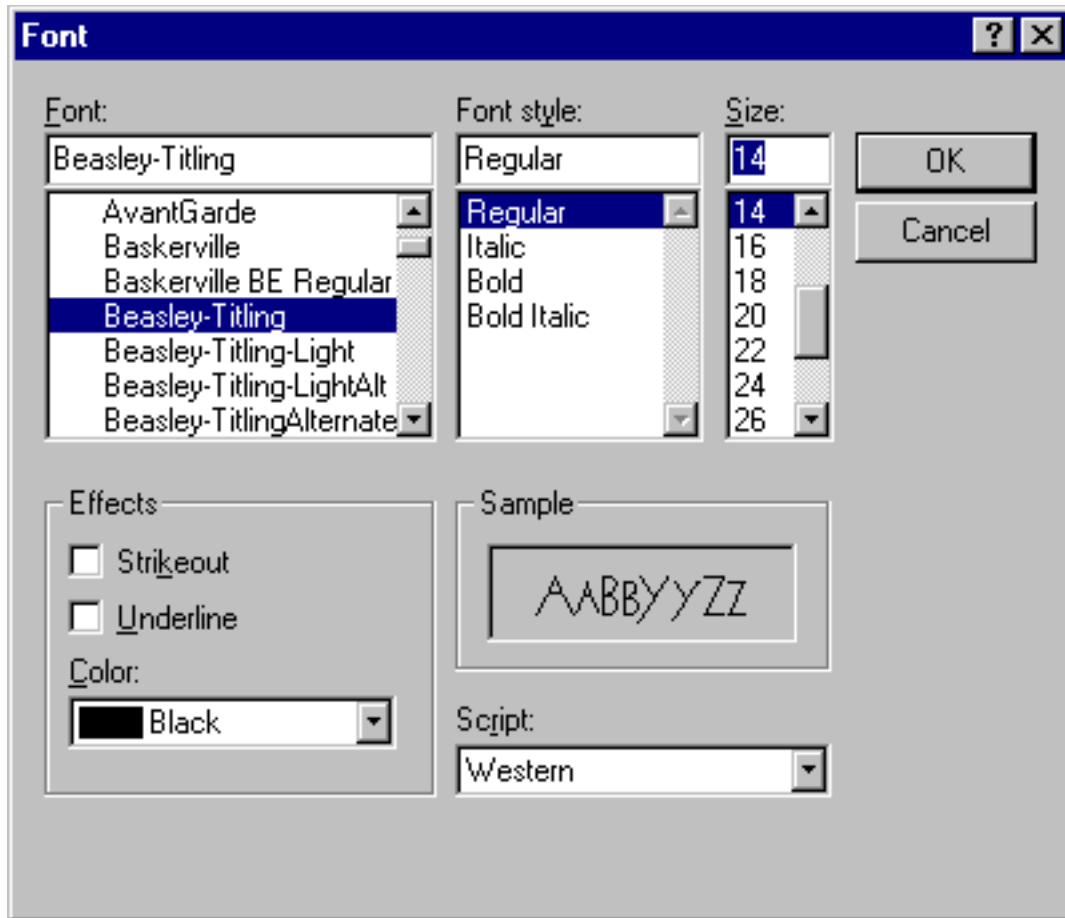 Font
Font:
Beasley-Titling
AvantGarde
Baskerville
Baskerville BE Regular
Beasley-Titling
Beasley-Titling-Light
Beasley-Titling-LightAlt
Beasley-TitlingAlternate
Font style:
Regular
Regular
Italic
Bold
Bold Italic
Size:
14
14
16
18
20
22
24
26
OK
Cancel
Effects
Strikeout
Underline
Color:
Black
Sample
AaBbYyZz
Script:
Western